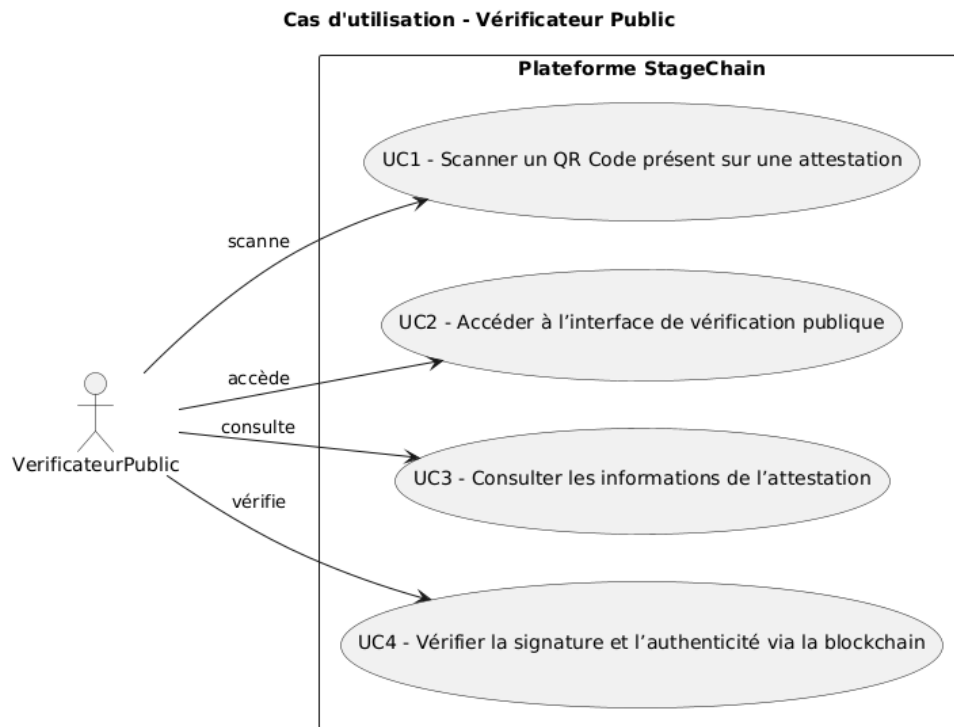 Cas d'utilisation - Vérificateur Public
Plateforme StageChain
UC1 - Scanner un QR Code présent sur une attestation
scanne
UC2 - Accéder à l’interface de vérification publique
accède
consulte
VerificateurPublic
UC3 - Consulter les informations de l’attestation
vérifie
UC4 - Vérifier la signature et l’authenticité via la blockchain